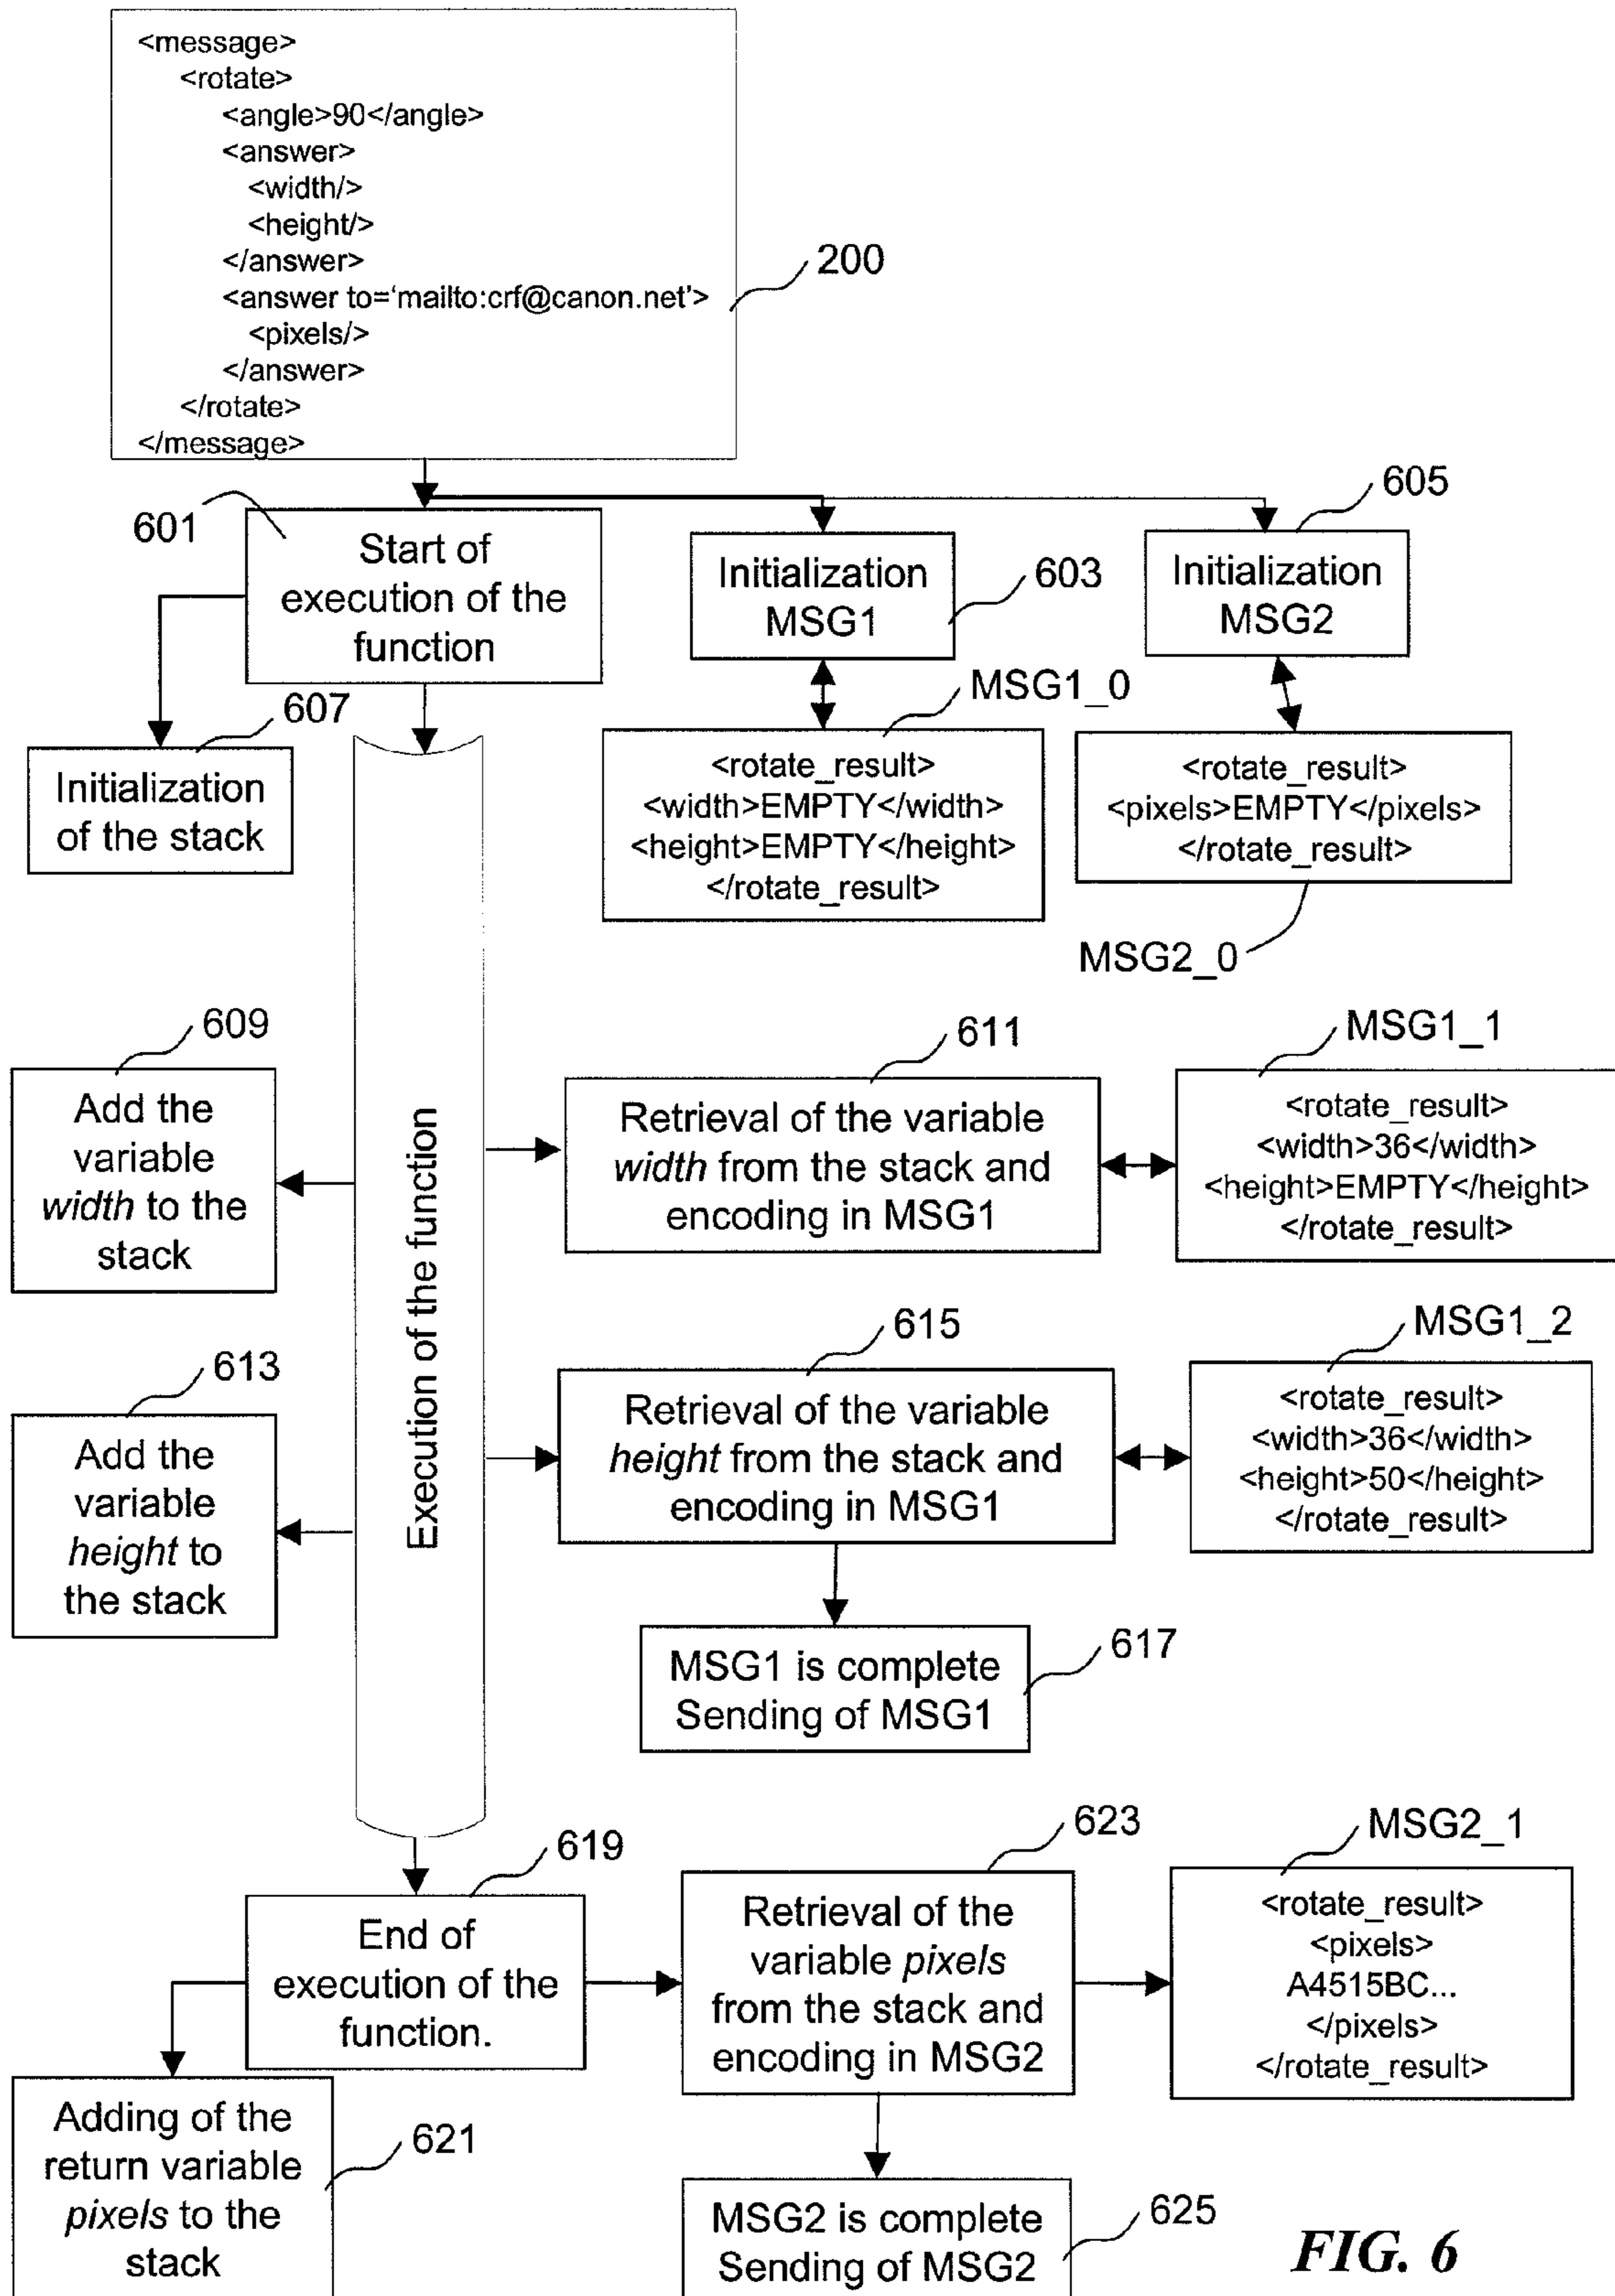 <message>
<rotate>
<angle>90</angle>
<answer>
<width/>
<height/>
</answer>
<answer to=‘mailto:crf@canon.net’>
<pixels/>
</answer>
</rotate>
</message>
200
601
Start of
execution of the
function
Initialization
MSG1
603
605
Initialization
MSG2
607
Initialization
of the stack
MSG1_0
<rotate_result>
<width>EMPTY</width>
<height>EMPTY</height>
</rotate_result>
<rotate_result>
<pixels>EMPTY</pixels>
</rotate_result>
MSG2_0
Execution of the function
609
Add the
variable
width to the
stack
611
Retrieval of the variable
width from the stack and
encoding in MSG1
MSG1_1
<rotate_result>
<width>36</width>
<height>EMPTY</height>
</rotate_result>
613
Add the
variable
height to
the stack
615
Retrieval of the variable
height from the stack and
encoding in MSG1
MSG1_2
<rotate_result>
<width>36</width>
<height>50</height>
</rotate_result>
MSG1 is complete
Sending of MSG1
617
619
End of
execution of the
function.
623
Retrieval of the
variable pixels
from the stack and
encoding in MSG2
MSG2_1
<rotate_result>
<pixels>
A4515BC...
</pixels>
</rotate_result>
Adding of the
return variable
pixels to the
stack
621
MSG2 is complete
Sending of MSG2
625
FIG. 6